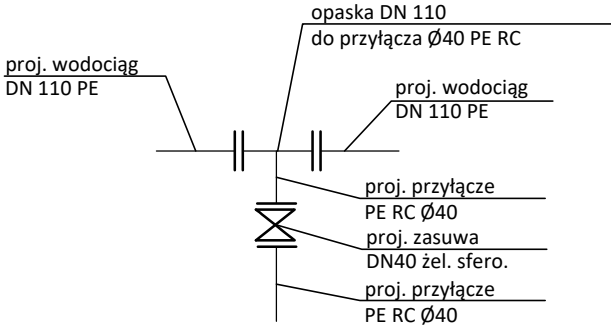 opaska DN 110
do przyłącza Ø40 PE RC
proj. wodociąg
DN 110 PE
proj. wodociąg
DN 110 PE
proj. przyłącze
PE RC Ø40
proj. zasuwa
DN40 żel. sfero.
proj. przyłącze
PE RC Ø40